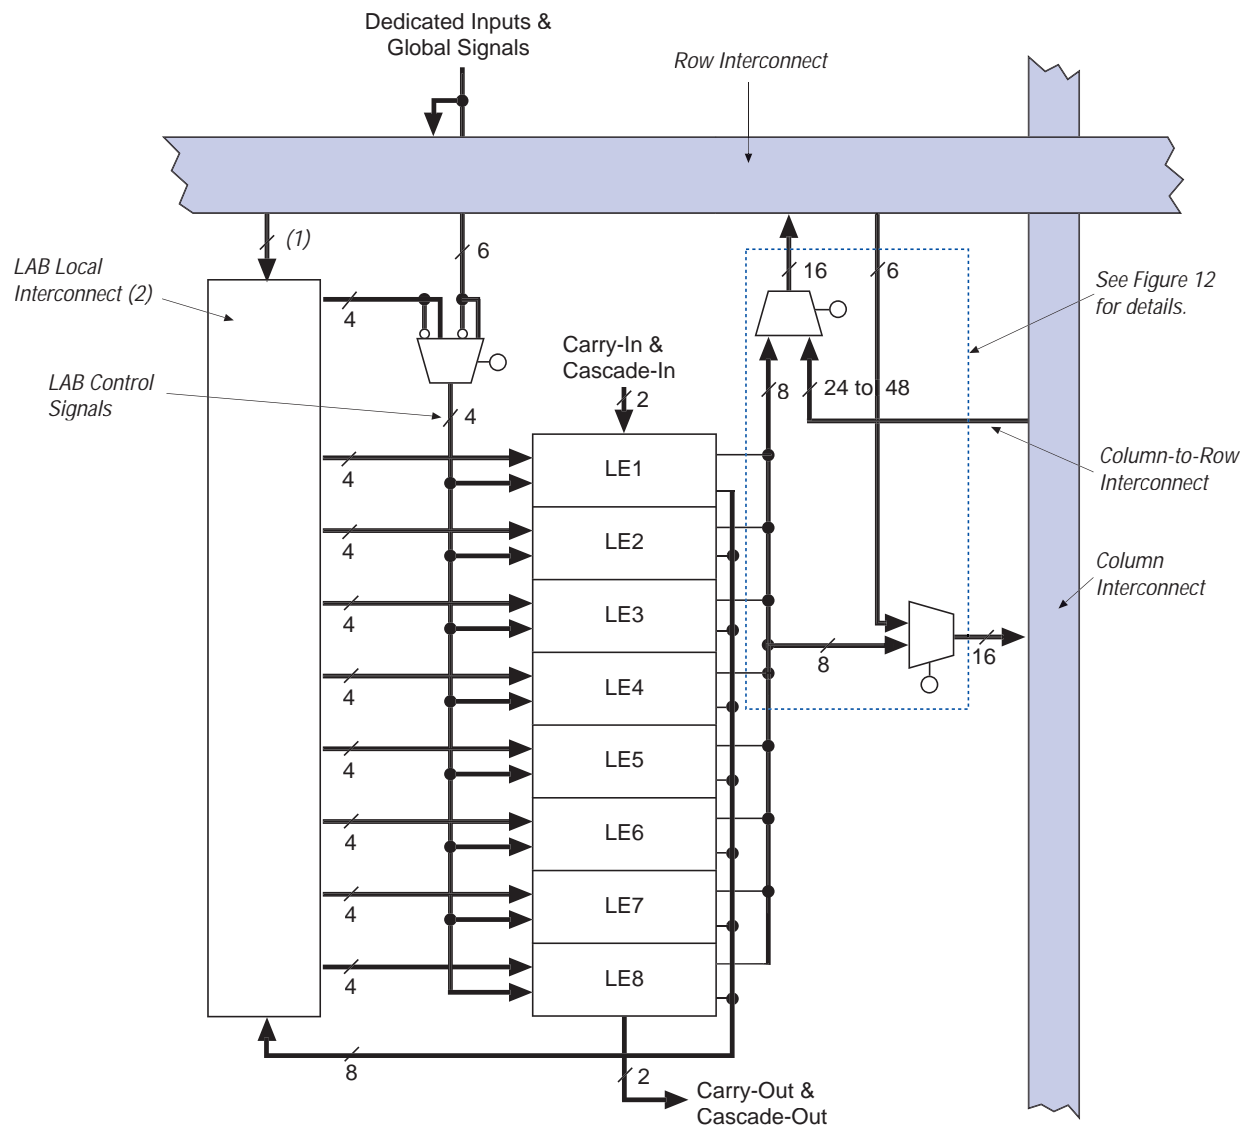 Dedicated Inputs &
Global Signals
Row Interconnect
(1)
6
16
6
LAB Local
Interconnect (2)
See Figure 12
for details.
4
Carry-In &
Cascade-In
LAB Control
Signals
2
8
24 to 48
4
Column-to-Row
Interconnect
LE1
4
LE2
4
Column
Interconnect
LE3
4
8
16
LE4
4
LE5
4
LE6
4
LE7
4
LE8
4
8
2
Carry-Out &
Cascade-Out